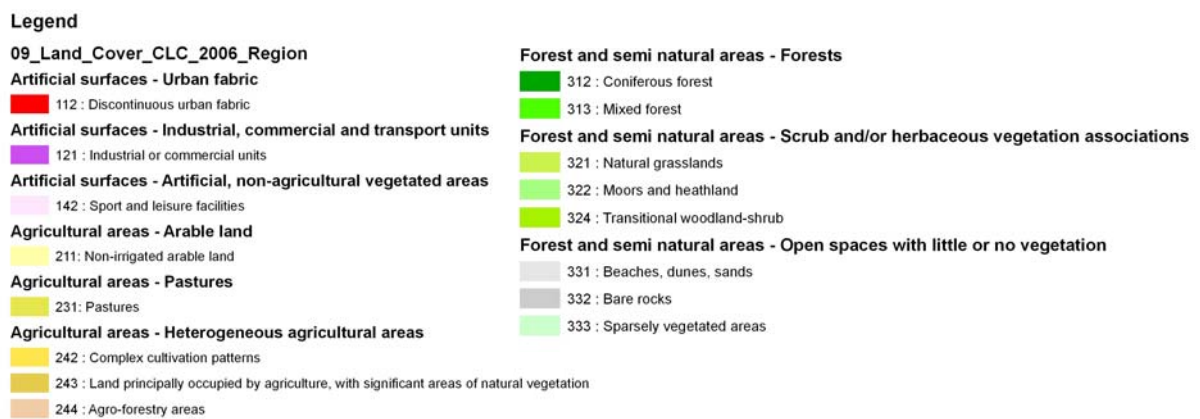 Legend
09_Land_Cover_CLC_2006_Region
Artificial surfaces - Urban fabric
112 : Discontinuous urban fabric
Artificial surfaces - Industrial, commercial and transport units
121 : Industrial or commercial units
Artificial surfaces - Artificial, non-agricultural vegetated areas
142 : Sport and leisure facilities
Agricultural areas - Arable land
211: Non-irrigated arable land
Agricultural areas - Pastures
231: Pastures
Agricultural areas - Heterogeneous agricultural areas
242 : Complex cultivation patterns
243 : Land principally occupied by agriculture, with significant areas of natural vegetation
244 : Agro-forestry areas
Forest and semi natural areas - Forests
312 : Coniferous forest
313 : Mixed forest
Forest and semi natural areas - Scrub and/or herbaceous vegetation associations
321 : Natural grasslands
322 : Moors and heathland
324 : Transitional woodland-shrub
Forest and semi natural areas - Open spaces with little or no vegetation
331 : Beaches, dunes, sands
332 : Bare rocks
333 : Sparsely vegetated areas